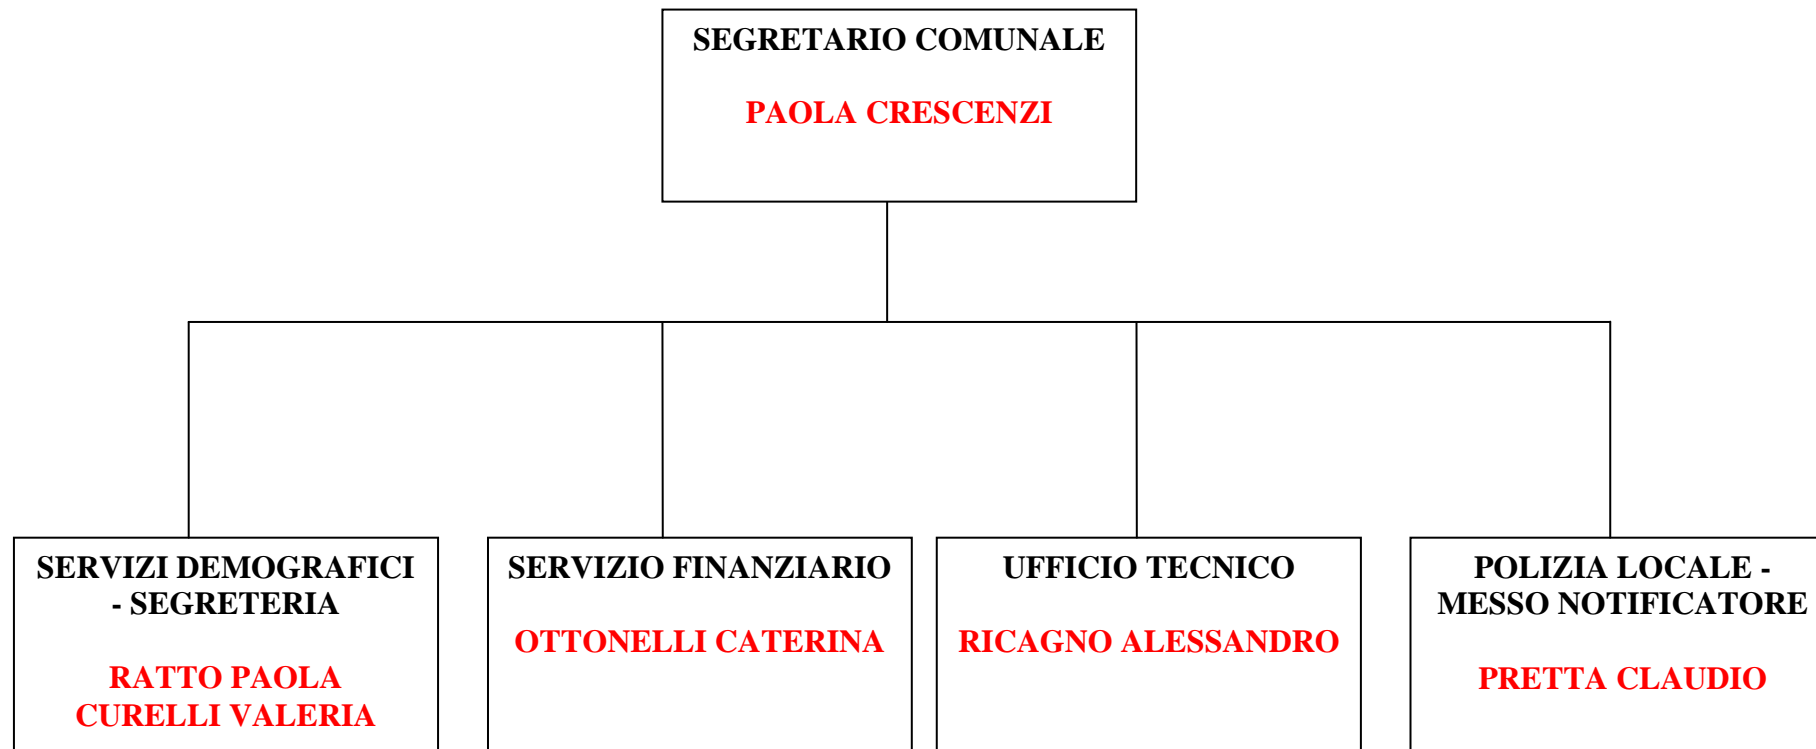 SEGRETARIO COMUNALE
PAOLA CRESCENZI
SERVIZI DEMOGRAFICI
- SEGRETERIA
RATTO PAOLA
CURELLI VALERIA
SERVIZIO FINANZIARIO
OTTONELLI CATERINA
UFFICIO TECNICO
RICAGNO ALESSANDRO
POLIZIA LOCALE -
MESSO NOTIFICATORE
PRETTA CLAUDIO